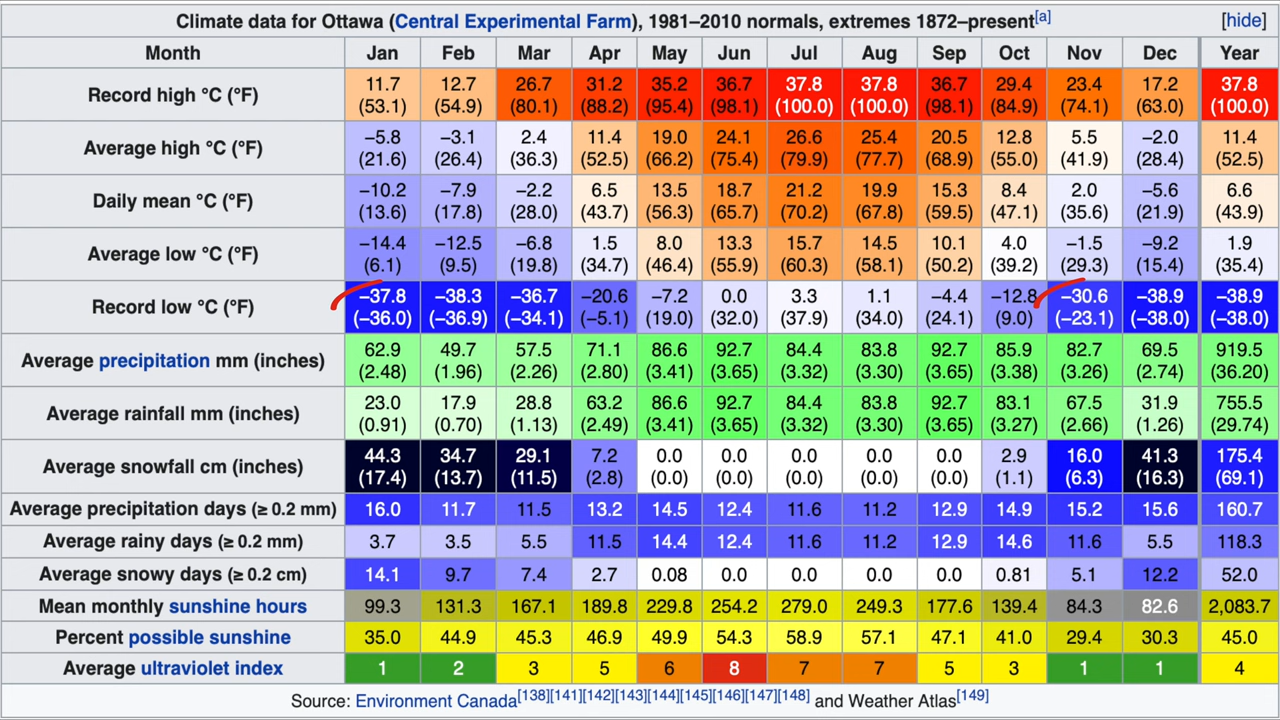 Climate data for Ottawa (Central Experimental Farm), 1981–2010 normals, extremes 1872–present[a] [hide]
Month Jan Feb Mar Apr May Jun Jul Aug Sep Oct Nov Dec Year
Record high °C (°F) 11.7 (53.1) 12.7 (54.9) 26.7 (80.1) 31.2 (88.2) 35.2 (95.4) 36.7 (98.1) 37.8 (100.0) 37.8 (100.0) 36.7 (98.1) 29.4 (84.9) 23.4 (74.1) 17.2 (63.0) 37.8 (100.0)
Average high °C (°F) −5.8 (21.6) −3.1 (26.4) 2.4 (36.3) 11.4 (52.5) 19.0 (66.2) 24.1 (75.4) 26.6 (79.9) 25.4 (77.7) 20.5 (68.9) 12.8 (55.0) 5.5 (41.9) −2.0 (28.4) 11.4 (52.5)
Daily mean °C (°F) −10.2 (13.6) −7.9 (17.8) −2.2 (28.0) 6.5 (43.7) 13.5 (56.3) 18.7 (65.7) 21.2 (70.2) 19.9 (67.8) 15.3 (59.5) 8.4 (47.1) 2.0 (35.6) −5.6 (21.9) 6.6 (43.9)
Average low °C (°F) −14.4 (6.1) −12.5 (9.5) −6.8 (19.8) 1.5 (34.7) 8.0 (46.4) 13.3 (55.9) 15.7 (60.3) 14.5 (58.1) 10.1 (50.2) 4.0 (39.2) −1.5 (29.3) −9.2 (15.4) 1.9 (35.4)
Record low °C (°F) −37.8 (−36.0) −38.3 (−36.9) −36.7 (−34.1) −20.6 (−5.1) −7.2 (19.0) 0.0 (32.0) 3.3 (37.9) 1.1 (34.0) −4.4 (24.1) −12.8 (9.0) −30.6 (−23.1) −38.9 (−38.0) −38.9 (−38.0)
Average precipitation mm (inches) 62.9 (2.48) 49.7 (1.96) 57.5 (2.26) 71.1 (2.80) 86.6 (3.41) 92.7 (3.65) 84.4 (3.32) 83.8 (3.30) 92.7 (3.65) 85.9 (3.38) 82.7 (3.26) 69.5 (2.74) 919.5 (36.20)
Average rainfall mm (inches) 23.0 (0.91) 17.9 (0.70) 28.8 (1.13) 63.2 (2.49) 86.6 (3.41) 92.7 (3.65) 84.4 (3.32) 83.8 (3.30) 92.7 (3.65) 83.1 (3.27) 67.5 (2.66) 31.9 (1.26) 755.5 (29.74)
Average snowfall cm (inches) 44.3 (17.4) 34.7 (13.7) 29.1 (11.5) 7.2 (2.8) 0.0 (0.0) 0.0 (0.0) 0.0 (0.0) 0.0 (0.0) 0.0 (0.0) 2.9 (1.1) 16.0 (6.3) 41.3 (16.3) 175.4 (69.1)
Average precipitation days (≥ 0.2 mm) 16.0 11.7 11.5 13.2 14.5 12.4 11.6 11.2 12.9 14.9 15.2 15.6 160.7
Average rainy days (≥ 0.2 mm) 3.7 3.5 5.5 11.5 14.4 12.4 11.6 11.2 12.9 14.6 11.6 5.5 118.3
Average snowy days (≥ 0.2 cm) 14.1 9.7 7.4 2.7 0.08 0.0 0.0 0.0 0.0 0.81 5.1 12.2 52.0
Mean monthly sunshine hours 99.3 131.3 167.1 189.8 229.8 254.2 279.0 249.3 177.6 139.4 84.3 82.6 2,083.7
Percent possible sunshine 35.0 44.9 45.3 46.9 49.9 54.3 58.9 57.1 47.1 41.0 29.4 30.3 45.0
Average ultraviolet index 1 2 3 5 6 8 7 7 5 3 1 1 4
Source: Environment Canada[138][141][142][143][144][145][146][147][148] and Weather Atlas[149]